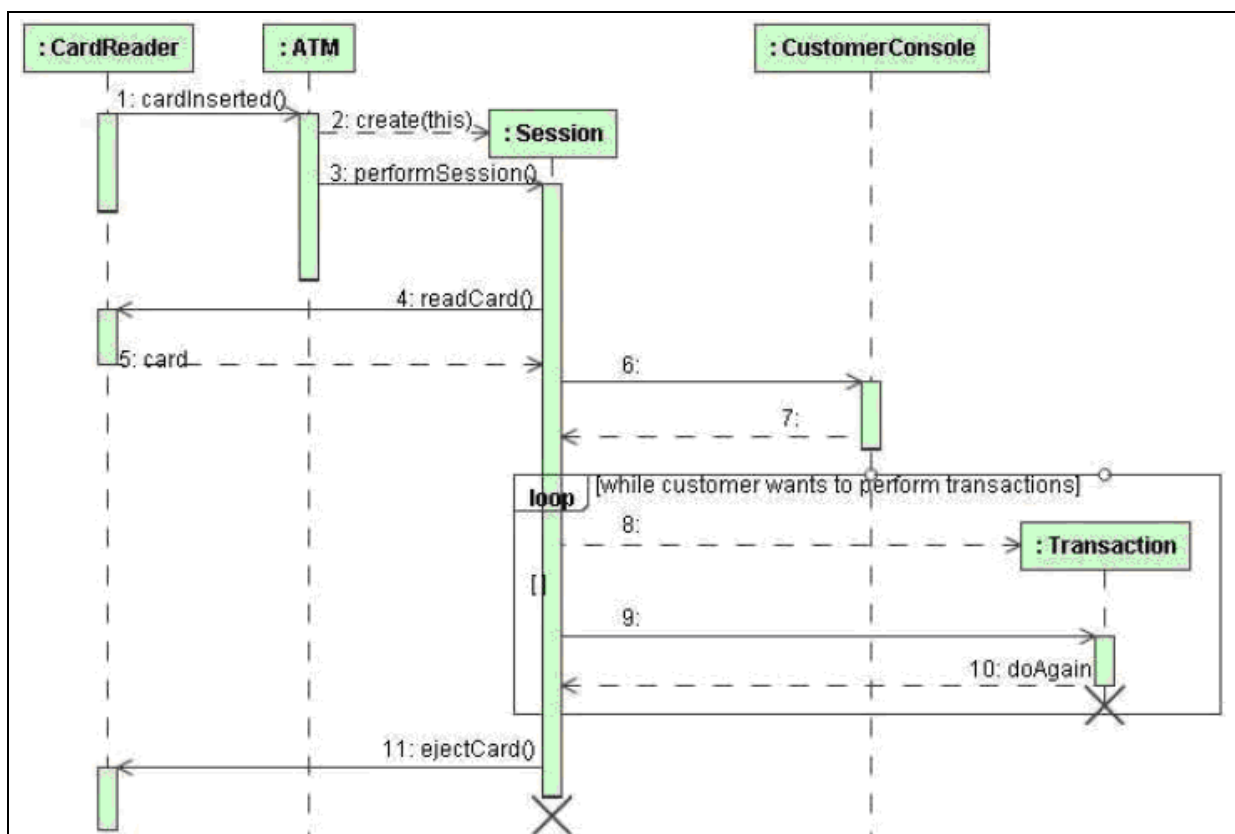 : CardReader
: ATM
: CustomerConsole
1: cardInserted()
2: create(this)
: Session
3: performSession()
4: readCard()
5: card
6:
7:
[while customer wants to perform transactions]
loop
8:
: Transaction
[ ]
9:
10: doAgain
11: ejectCard()